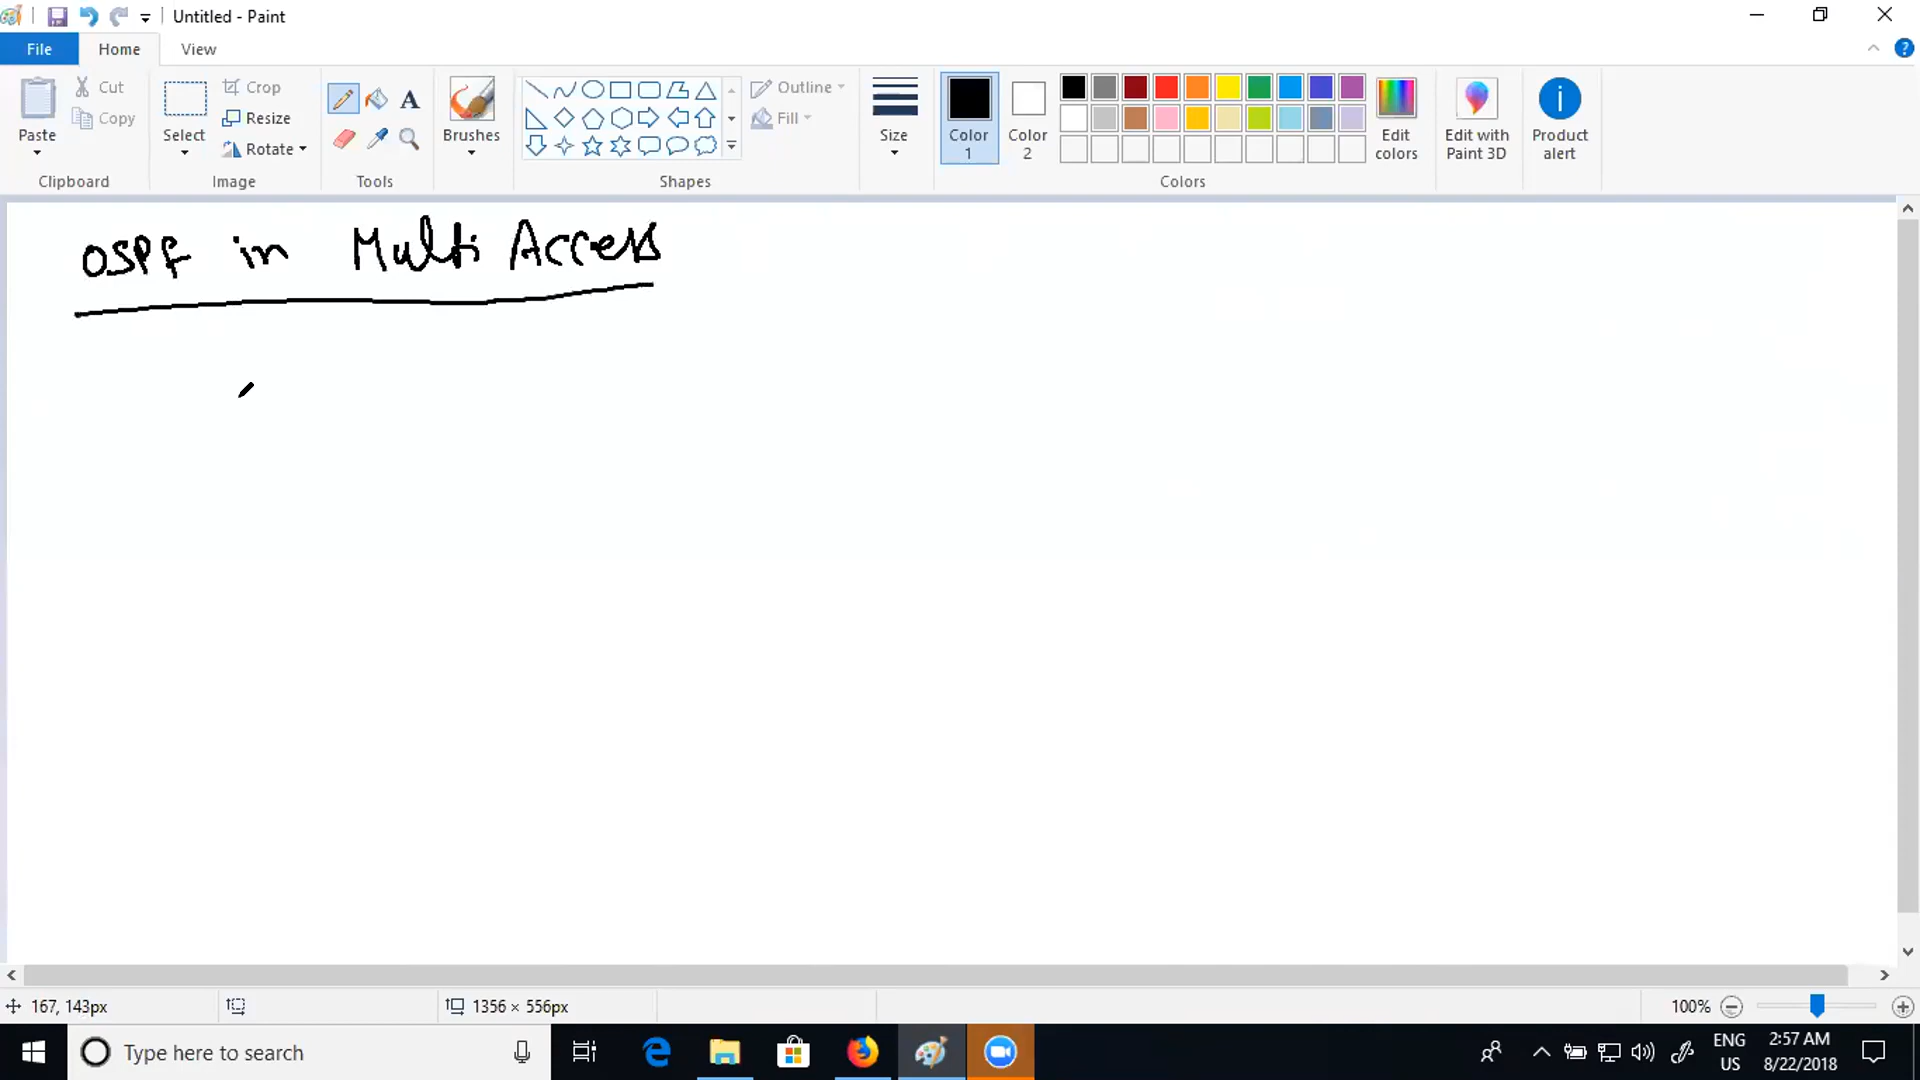 Untitled - Paint
File Home View
Paste
Cut
Copy
Clipboard
Select
Crop
Resize
Rotate
Image
Tools
Brushes
Shapes
Outline
Fill
Size
Color 1
Color 2
Colors
Edit colors
Edit with Paint 3D
Product alert
OSPF in Multi Access
167, 143px
1356 × 556px
100%
Type here to search
ENG
US
2:57 AM
8/22/2018